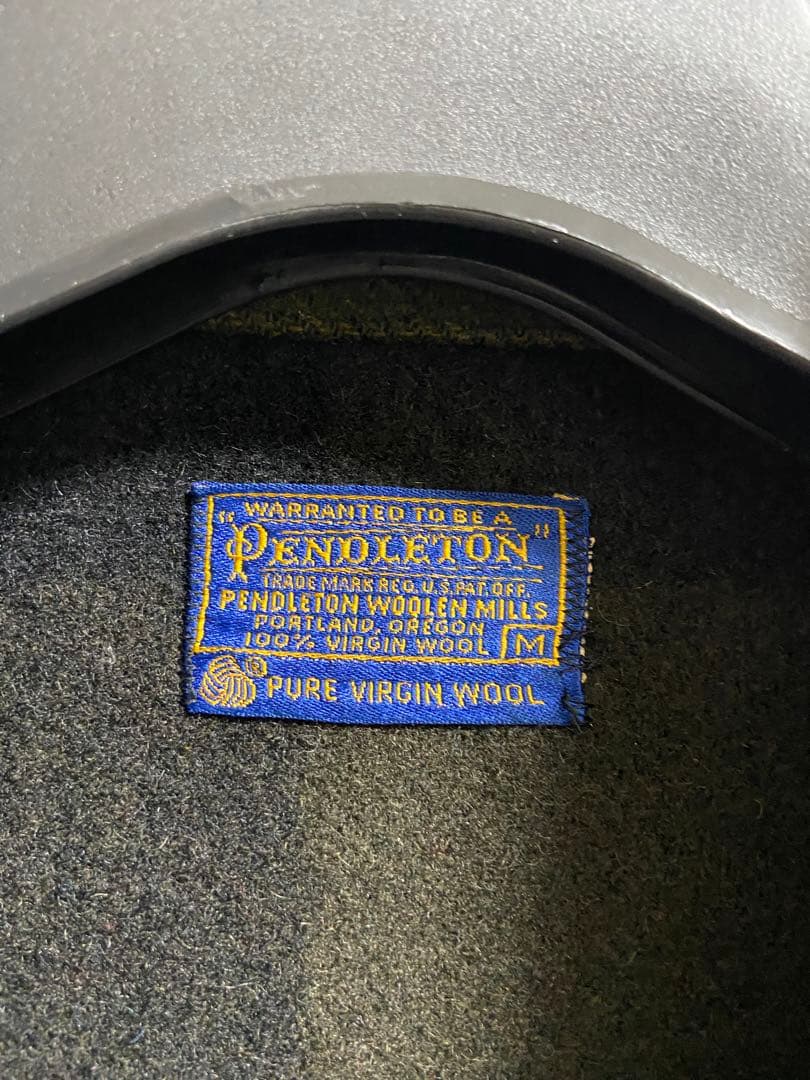 WARRANTED TO BE A
"PENDLETON"
TRADE MARK REG. U.S. PAT. OFF.
PENDLETON WOOLEN MILLS
PORTLAND, OREGON
100% VIRGIN WOOL M
PURE VIRGIN WOOL